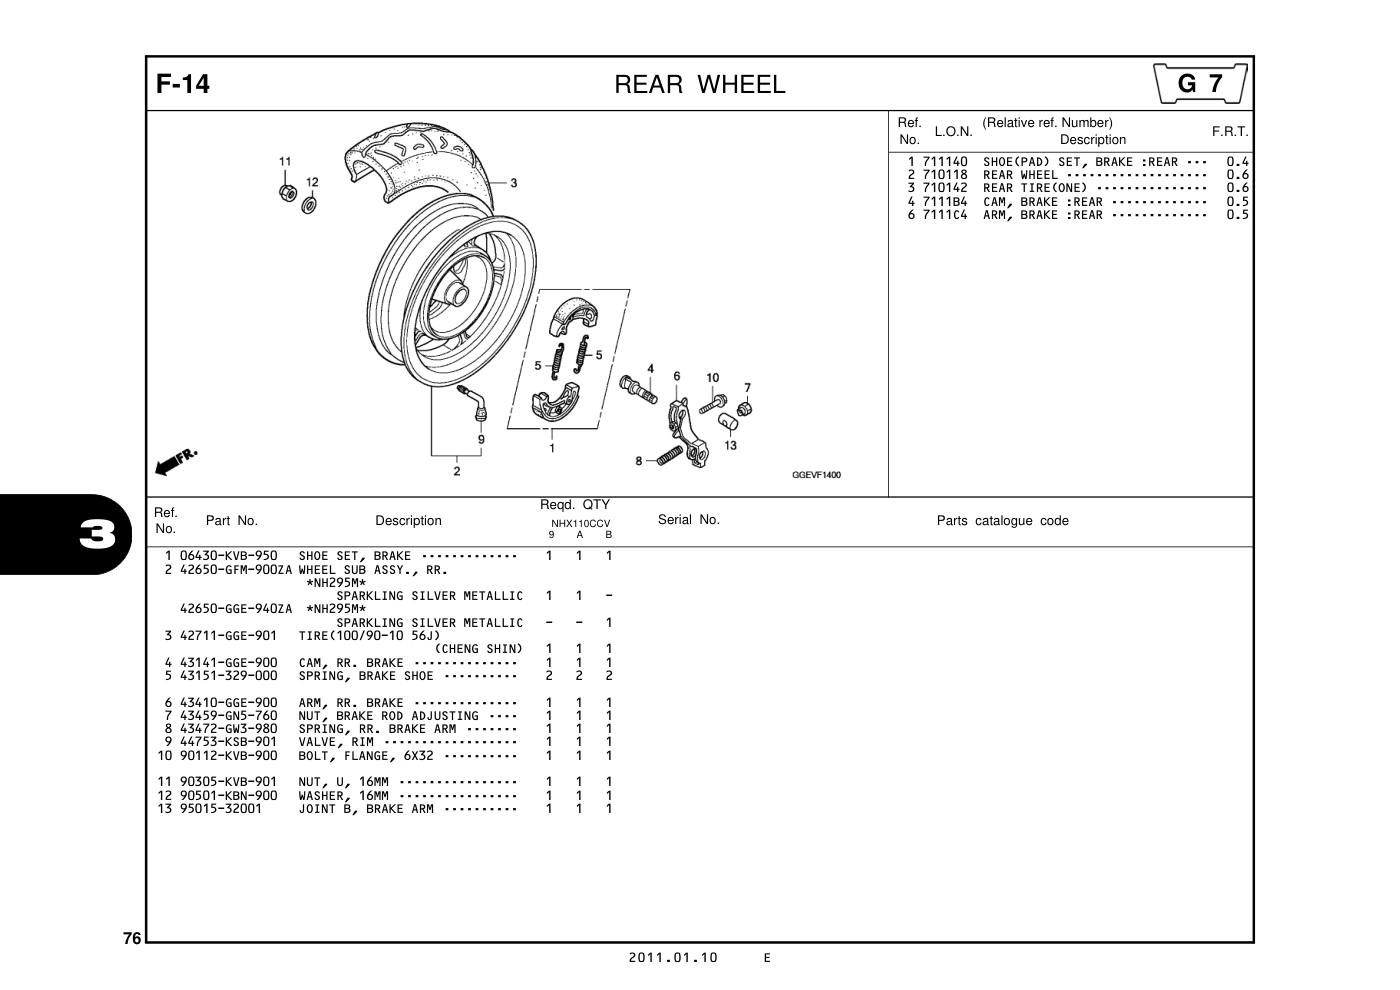 F-14 REAR WHEEL G 7
11
12
3
5
5
4
6
10
7
9
13
1
8
2
FR.
GGEVF1400
Ref. No. L.O.N. (Relative ref. Number) Description F.R.T.
1 711140 SHOE(PAD) SET, BRAKE :REAR --- 0.4
2 710118 REAR WHEEL ------------------- 0.6
3 710142 REAR TIRE(ONE) --------------- 0.6
4 7111B4 CAM, BRAKE :REAR ------------- 0.5
6 7111C4 ARM, BRAKE :REAR ------------- 0.5
3
Ref. No. Part No. Description Reqd. QTY Serial No. Parts catalogue code
NHX110CCV
9 A B
1 06430-KVB-950 SHOE SET, BRAKE ------------- 1 1 1
2 42650-GFM-900ZA WHEEL SUB ASSY., RR.
*NH295M*
SPARKLING SILVER METALLIC 1 1 -
42650-GGE-940ZA *NH295M*
SPARKLING SILVER METALLIC - - 1
3 42711-GGE-901 TIRE(100/90-10 56J)
(CHENG SHIN) 1 1 1
4 43141-GGE-900 CAM, RR. BRAKE -------------- 1 1 1
5 43151-329-000 SPRING, BRAKE SHOE ---------- 2 2 2
6 43410-GGE-900 ARM, RR. BRAKE -------------- 1 1 1
7 43459-GN5-760 NUT, BRAKE ROD ADJUSTING ---- 1 1 1
8 43472-GW3-980 SPRING, RR. BRAKE ARM ------- 1 1 1
9 44753-KSB-901 VALVE, RIM ------------------ 1 1 1
10 90112-KVB-900 BOLT, FLANGE, 6X32 ---------- 1 1 1
11 90305-KVB-901 NUT, U, 16MM ---------------- 1 1 1
12 90501-KBN-900 WASHER, 16MM ---------------- 1 1 1
13 95015-32001 JOINT B, BRAKE ARM ---------- 1 1 1
76
2011.01.10 E